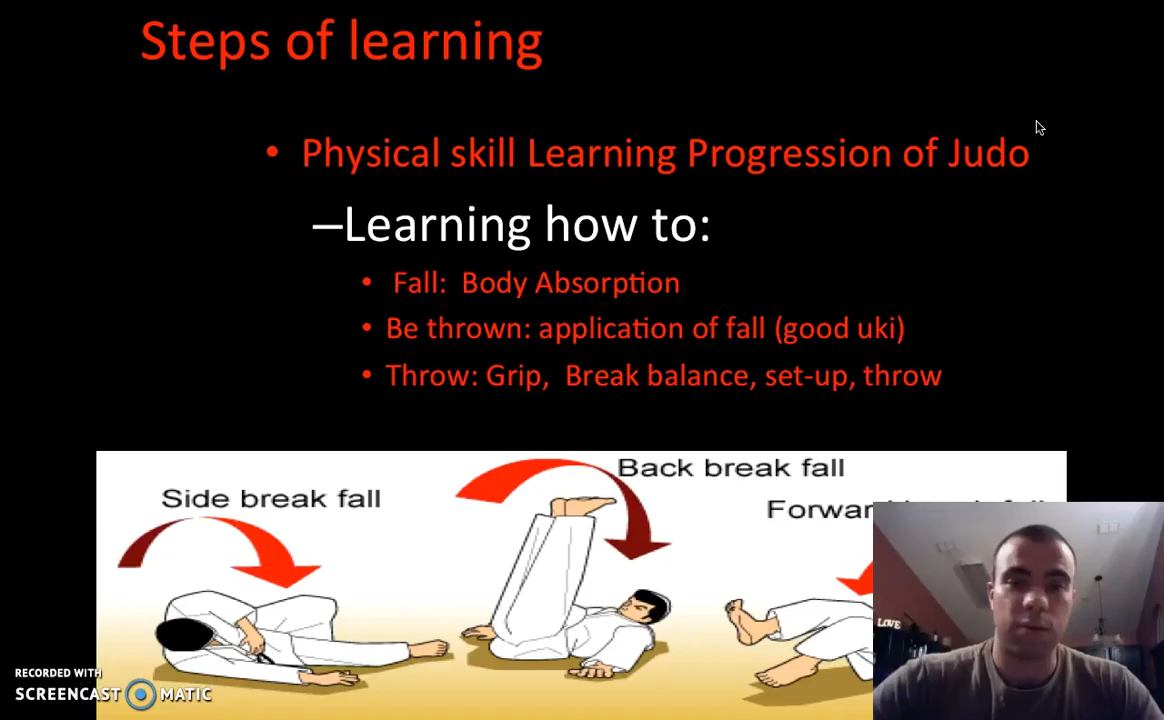 Steps of learning
• Physical skill Learning Progression of Judo
–Learning how to:
• Fall: Body Absorption
• Be thrown: application of fall (good uki)
• Throw: Grip, Break balance, set-up, throw
Back break fall
Side break fall
LOVE
RECORDED WITH
SCREENCAST MATIC